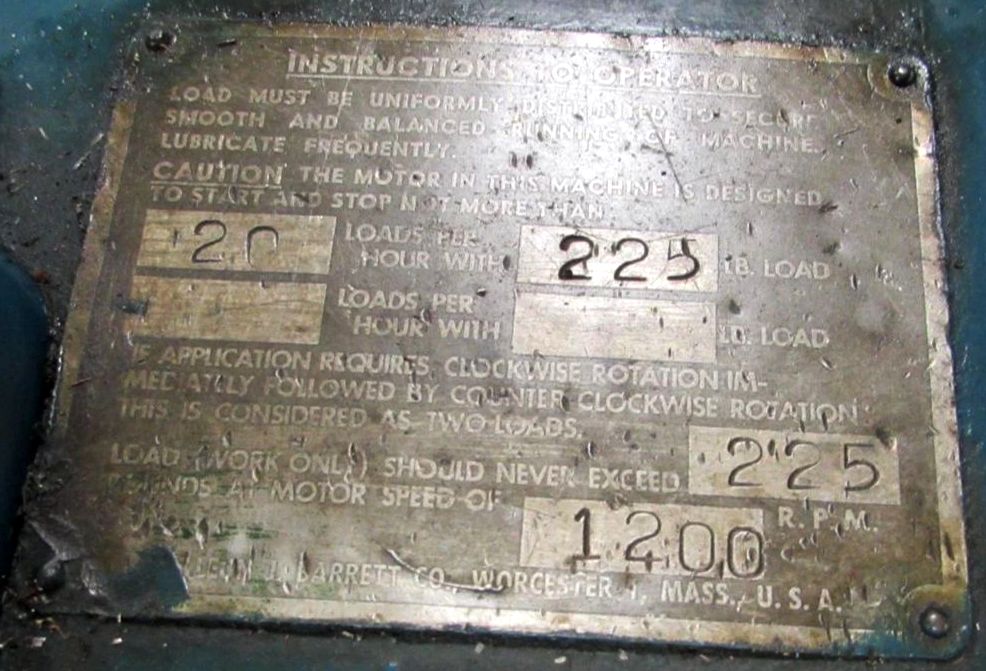 INSTRUCTIONS TO OPERATOR
LOAD MUST BE UNIFORMLY DISTRIBUTED TO SECURE
SMOOTH AND BALANCED RUNNING OF MACHINE.
LUBRICATE FREQUENTLY.
CAUTION THE MOTOR IN THIS MACHINE IS DESIGNED
TO START AND STOP NOT MORE THAN
20 LOADS PER HOUR WITH 225 LB. LOAD
LOADS PER HOUR WITH LB. LOAD
IF APPLICATION REQUIRES CLOCKWISE ROTATION IM-
MEDIATELY FOLLOWED BY COUNTER CLOCKWISE ROTATION
THIS IS CONSIDERED AS TWO LOADS.
LOAD (WORK ONLY) SHOULD NEVER EXCEED 225
POUNDS AT MOTOR SPEED OF 1200 R.P.M.
J. BARRETT CO., WORCESTER 1, MASS., U.S.A.